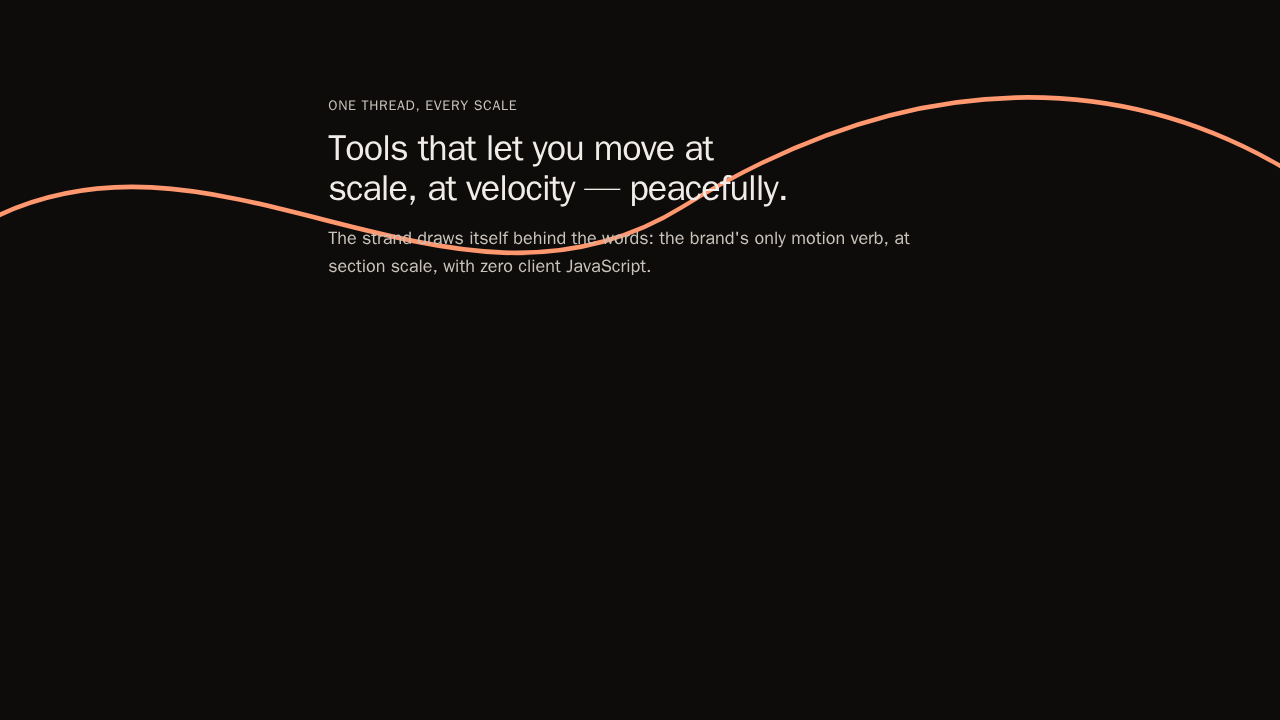 ONE THREAD, EVERY SCALE
Tools that let you move at
scale, at velocity — peacefully.
The strand draws itself behind the words: the brand's only motion verb, at
section scale, with zero client JavaScript.